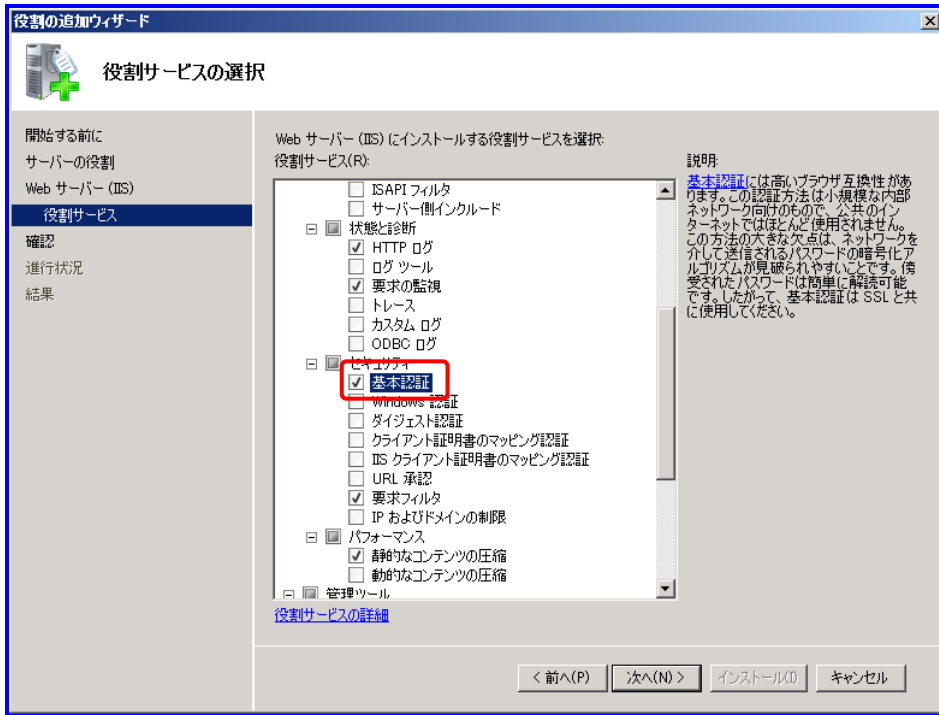 役割の追加ウィザード
役割サービスの選択
開始する前に
サーバーの役割
Web サーバー (IIS)
役割サービス
確認
進行状況
結果
Web サーバー (IIS) にインストールする役割サービスを選択:
役割サービス(R):
ISAPI フィルタ
サーバー側インクルード
状態と診断
HTTP ログ
ログ ツール
要求の監視
トレース
カスタム ログ
ODBC ログ
セキュリティ
基本認証
Windows 認証
ダイジェスト認証
クライアント証明書のマッピング認証
IIS クライアント証明書のマッピング認証
URL 承認
要求フィルタ
IP およびドメインの制限
パフォーマンス
静的なコンテンツの圧縮
動的なコンテンツの圧縮
管理ツール
役割サービスの詳細
説明:
基本認証には高いブラウザ互換性があ
ります。この認証方法は小規模な内部
ネットワーク向けのもので、公共のイン
ターネットではほとんど使用されません。
この方法の大きな欠点は、ネットワークを
介して送信されるパスワードの暗号化ア
ルゴリズムが見破られやすいことです。傍
受されたパスワードは簡単に解読可能
です。したがって、基本認証は SSL と共
に使用してください。
< 前へ(P)
次へ(N) >
インストール(I)
キャンセル